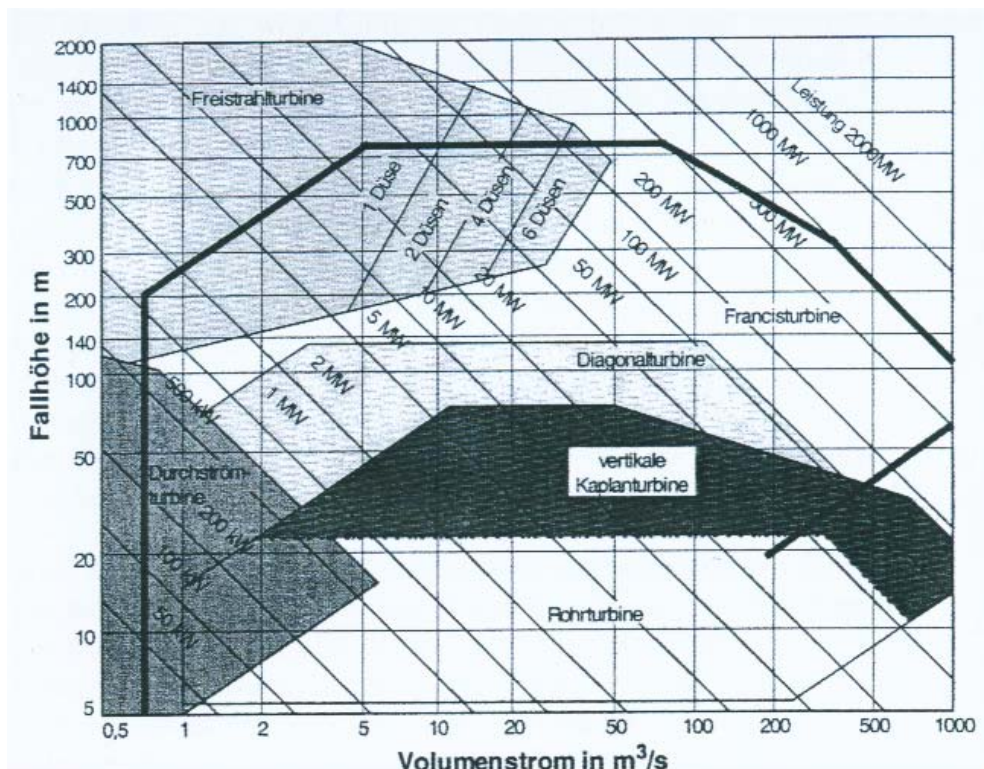 2000
1400
1000
700
500
300
200
140
100
50
20
10
5
Fallhöhe in m
Freistrahlturbine
1 Düse
2 Düsen
4 Düsen
6 Düsen
Leistung 2000MW
1000 MW
500 MW
200 MW
100 MW
50 MW
20 MW
10 MW
5 MW
2 MW
1 MW
500 kW
200 kW
100 kW
50 kW
Francisturbine
Diagonalturbine
vertikale
Kaplanturbine
Durchström-
turbine
Rohrturbine
0,5
1
2
5
10
20
50
100
200
500
1000
Volumenstrom in m³/s